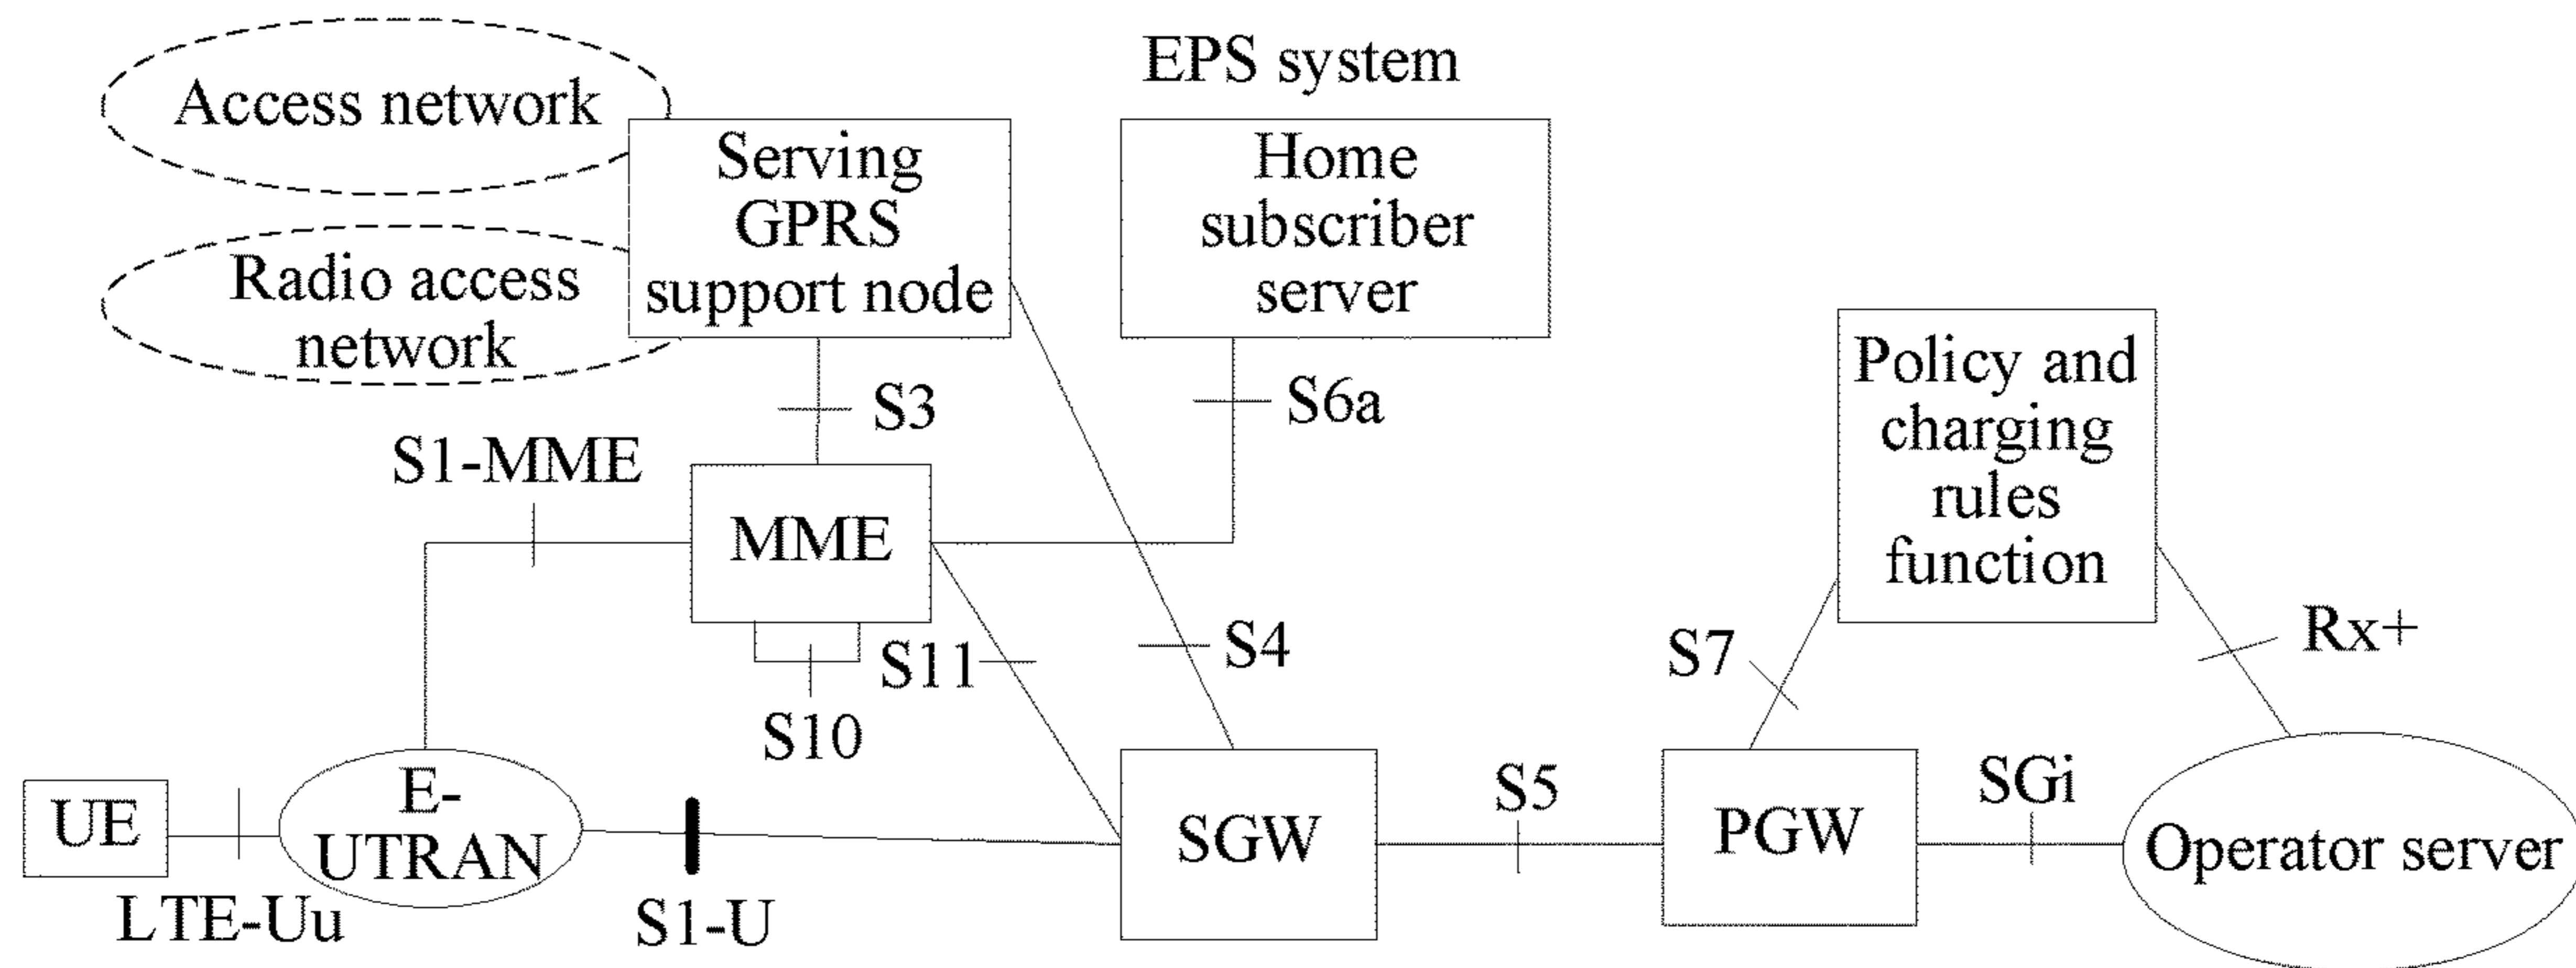 EPS system
Access network
Serving
GPRS
support node
Home
subscriber
server
Radio access
network
Policy and
charging
rules
function
S3
S6a
S1-MME
MME
S11
S4
S7
Rx+
S10
UE
E-
UTRAN
SGW
S5
PGW
SGi
Operator server
LTE-Uu
S1-U